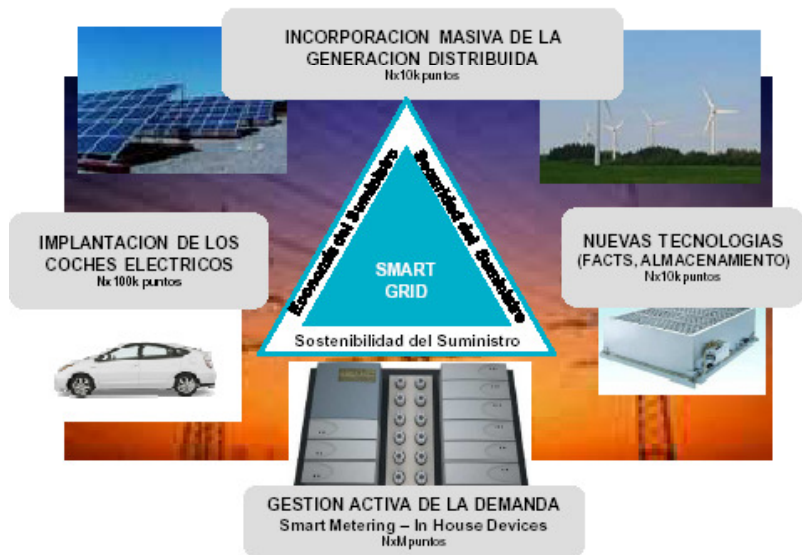 INCORPORACION MASIVA DE LA
GENERACION DISTRIBUIDA
Nx10k puntos
Economía del Suministro
Seguridad del Suministro
IMPLANTACION DE LOS
COCHES ELECTRICOS
Nx100k puntos
SMART
GRID
NUEVAS TECNOLOGIAS
(FACTS, ALMACENAMIENTO)
Nx10k puntos
Sostenibilidad del Suministro
GESTION ACTIVA DE LA DEMANDA
Smart Metering – In House Devices
NxM puntos